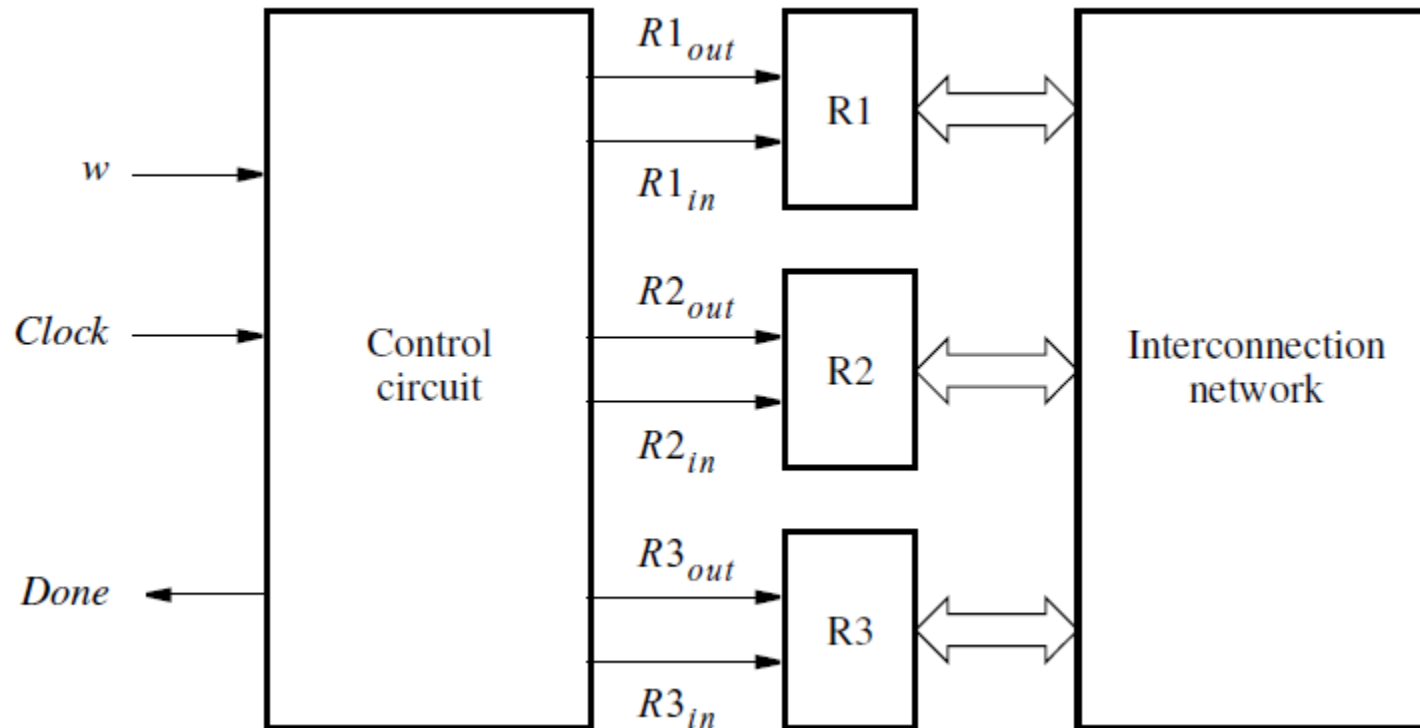 R1out
R1
w
R1in
R2out
Clock
Control
circuit
R2
Interconnection
network
R2in
R3out
Done
R3
R3in